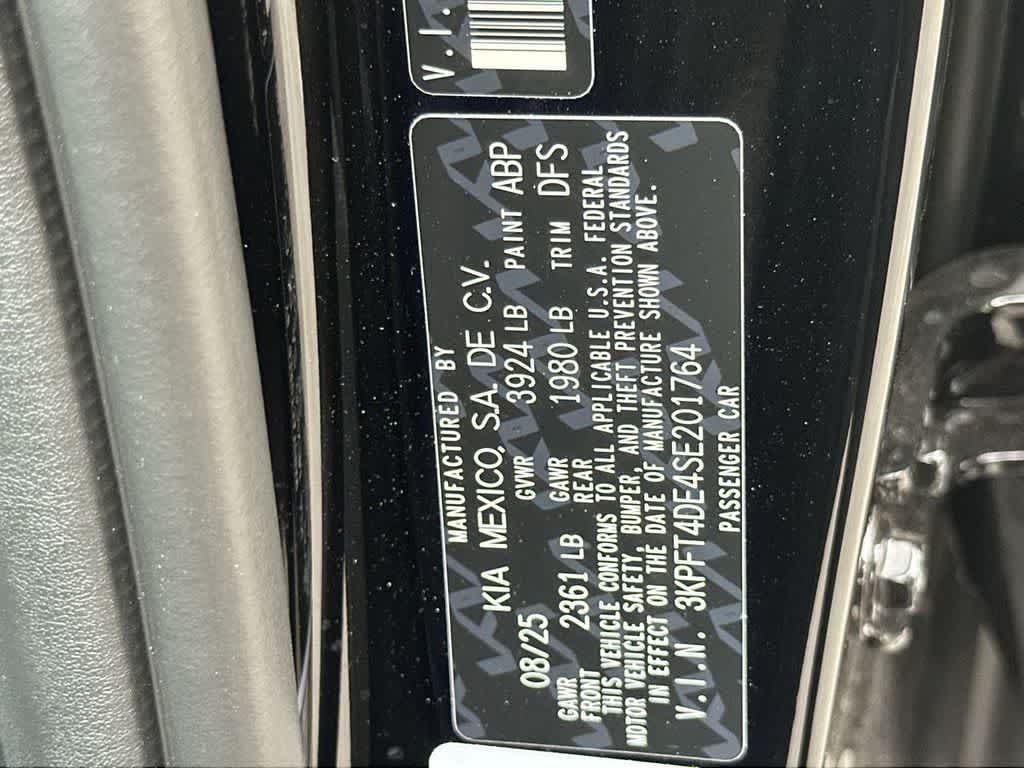 V.I.
MANUFACTURED BY
KIA MEXICO, S.A. DE C.V.
08/25 GVWR 3924 LB PAINT ABP
GAWR FRONT 2361 LB GAWR REAR 1980 LB TRIM DFS
THIS VEHICLE CONFORMS TO ALL APPLICABLE U.S.A. FEDERAL
MOTOR VEHICLE SAFETY, BUMPER, AND THEFT PREVENTION STANDARDS
IN EFFECT ON THE DATE OF MANUFACTURE SHOWN ABOVE.
V.I.N. 3KPFT4DE4SE201764
PASSENGER CAR